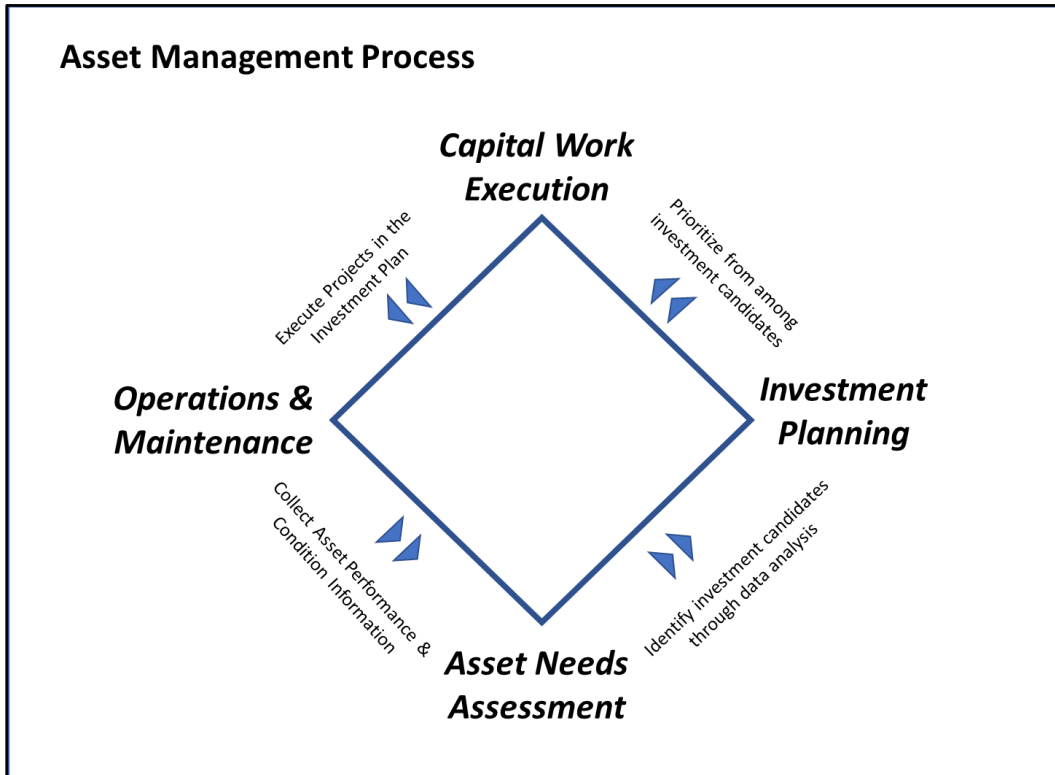 Asset Management Process
Capital Work
Execution
Execute Projects in the
Investment Plan
Prioritize from among
investment candidates
Operations &
Maintenance
Investment
Planning
Collect Asset Performance &
Condition Information
Identify investment candidates
through data analysis
Asset Needs
Assessment